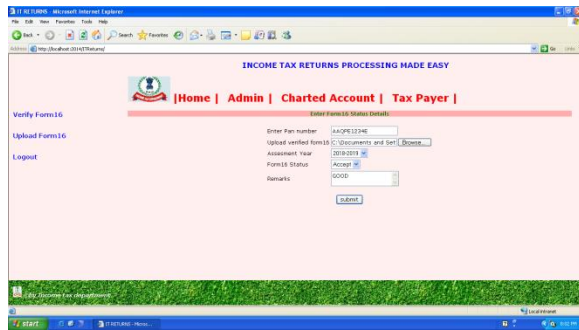 IT RETURNS - Microsoft Internet Explorer
File Edit View Favorites Tools Help
Back Search Favorites
Address http://localhost:2014/ITReturns/ Go Links
INCOME TAX RETURNS PROCESSING MADE EASY
|Home | Admin | Charted Account | Tax Payer |
Verify Form16
Upload Form16
Logout
Enter Form16 Status Details
Enter Pan number AAQPE1234E
Upload verified form16 C:\Documents and Set Browse...
Assesment Year 2018-2019
Form16 Status Accept
Remarks GOOD
submit
by Income tax department
Local intranet
start IT RETURNS - Micros...